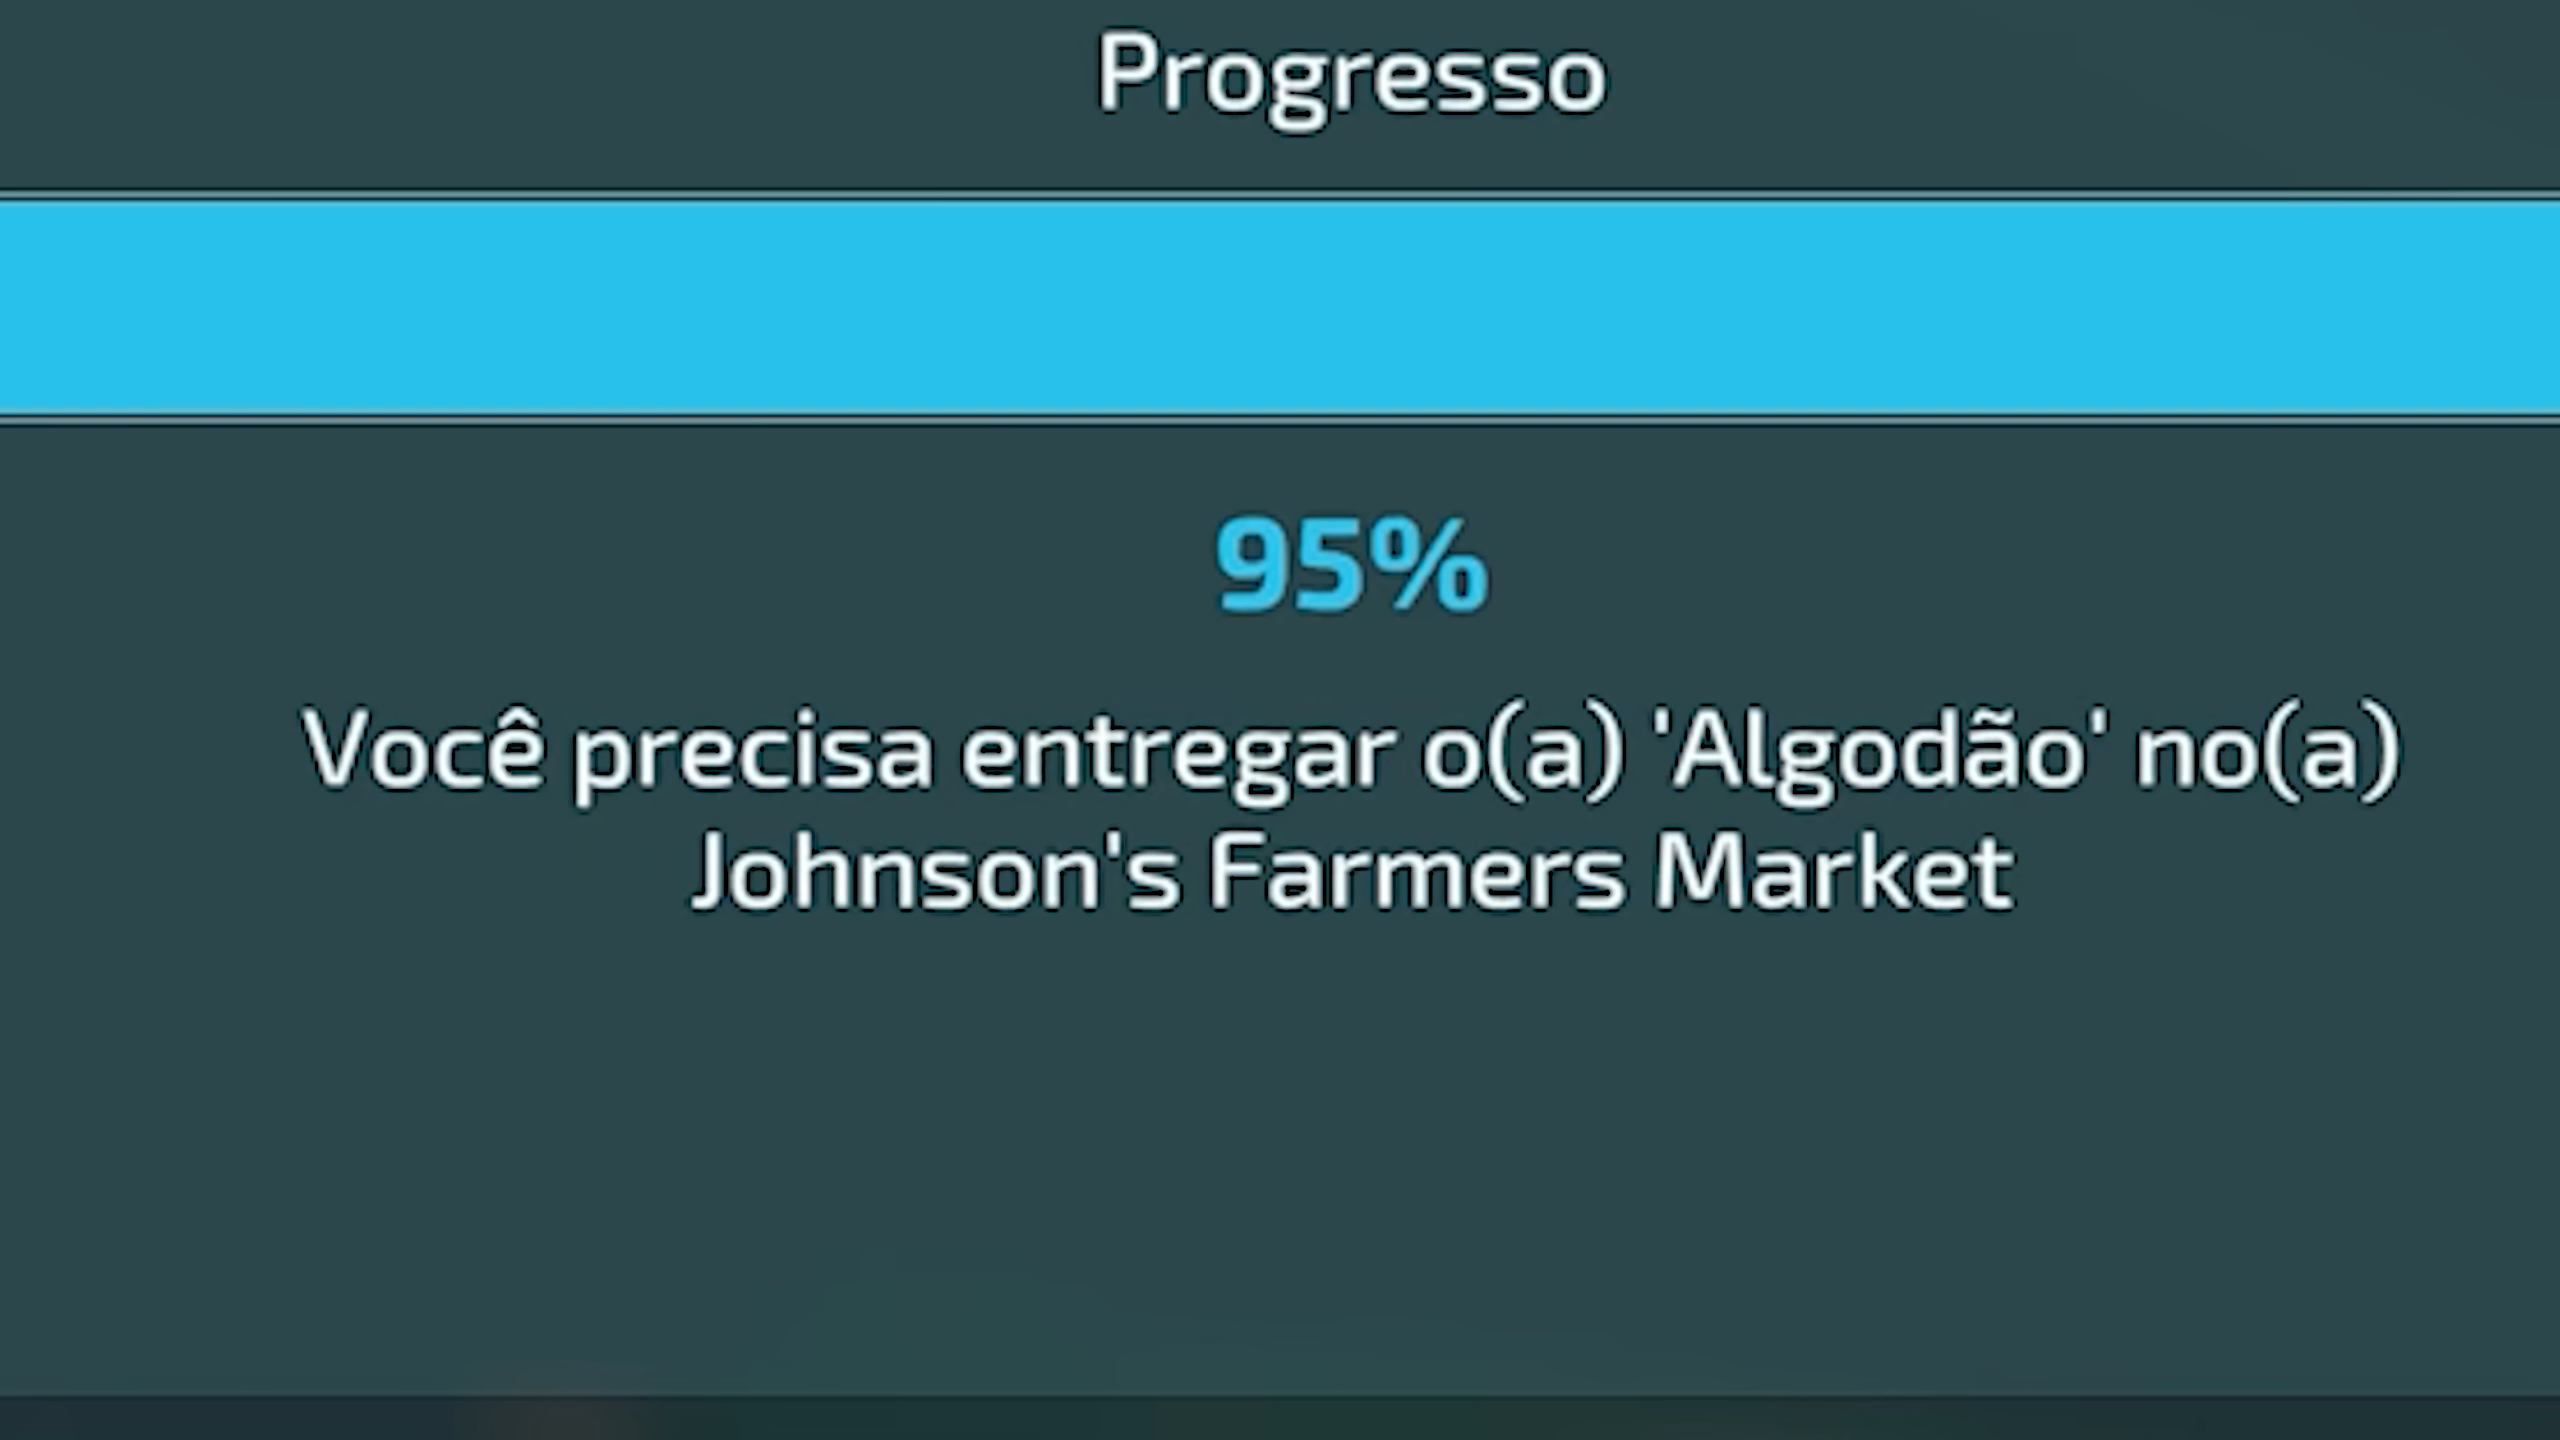 Progresso
95%
Você precisa entregar o(a) 'Algodão' no(a)
Johnson's Farmers Market